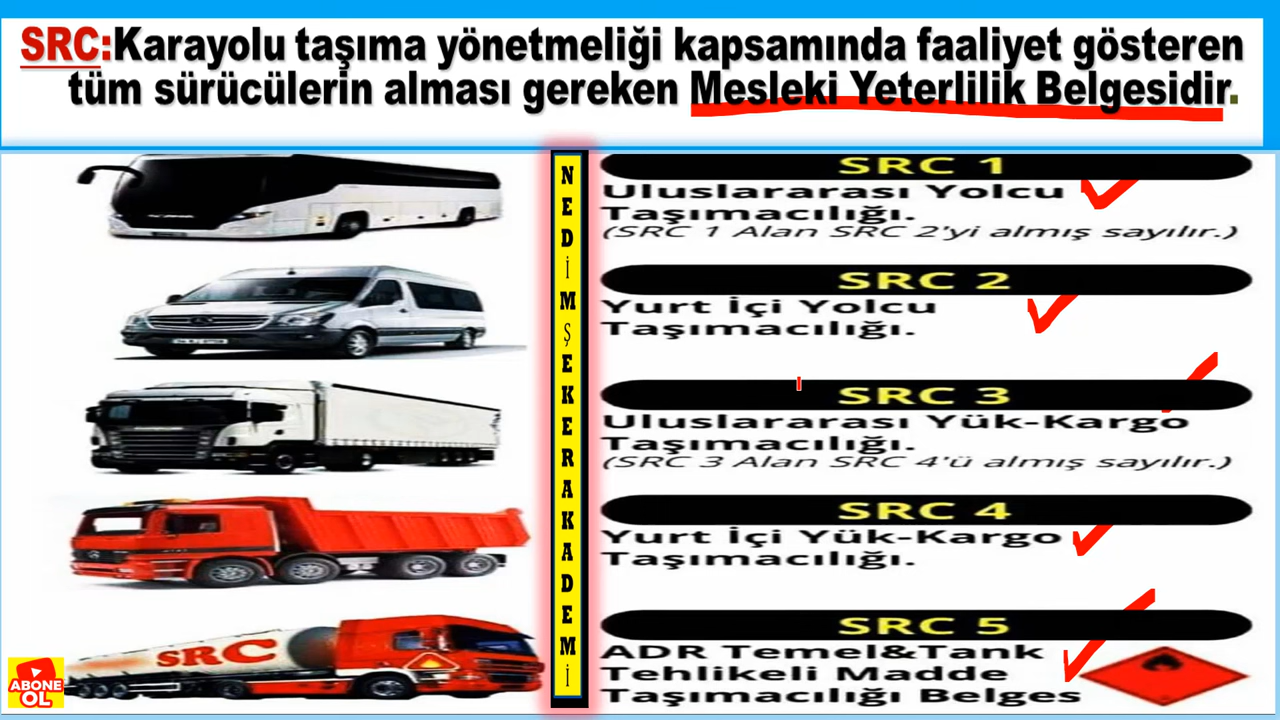 SRC:Karayolu taşıma yönetmeliği kapsamında faaliyet gösteren
tüm sürücülerin alması gereken Mesleki Yeterlilik Belgesidir.
NEDİMŞEKERAKADEMİ
SRC 1
Uluslararası Yolcu
Taşımacılığı.
(SRC 1 Alan SRC 2'yi almış sayılır.)
SRC 2
Yurt İçi Yolcu
Taşımacılığı.
SRC 3
Uluslararası Yük-Kargo
Taşımacılığı.
(SRC 3 Alan SRC 4'ü almış sayılır.)
SRC 4
Yurt İçi Yük-Kargo
Taşımacılığı.
SRC 5
ADR Temel&Tank
Tehlikeli Madde
Taşımacılığı Belges
SRC
ABONE
OL